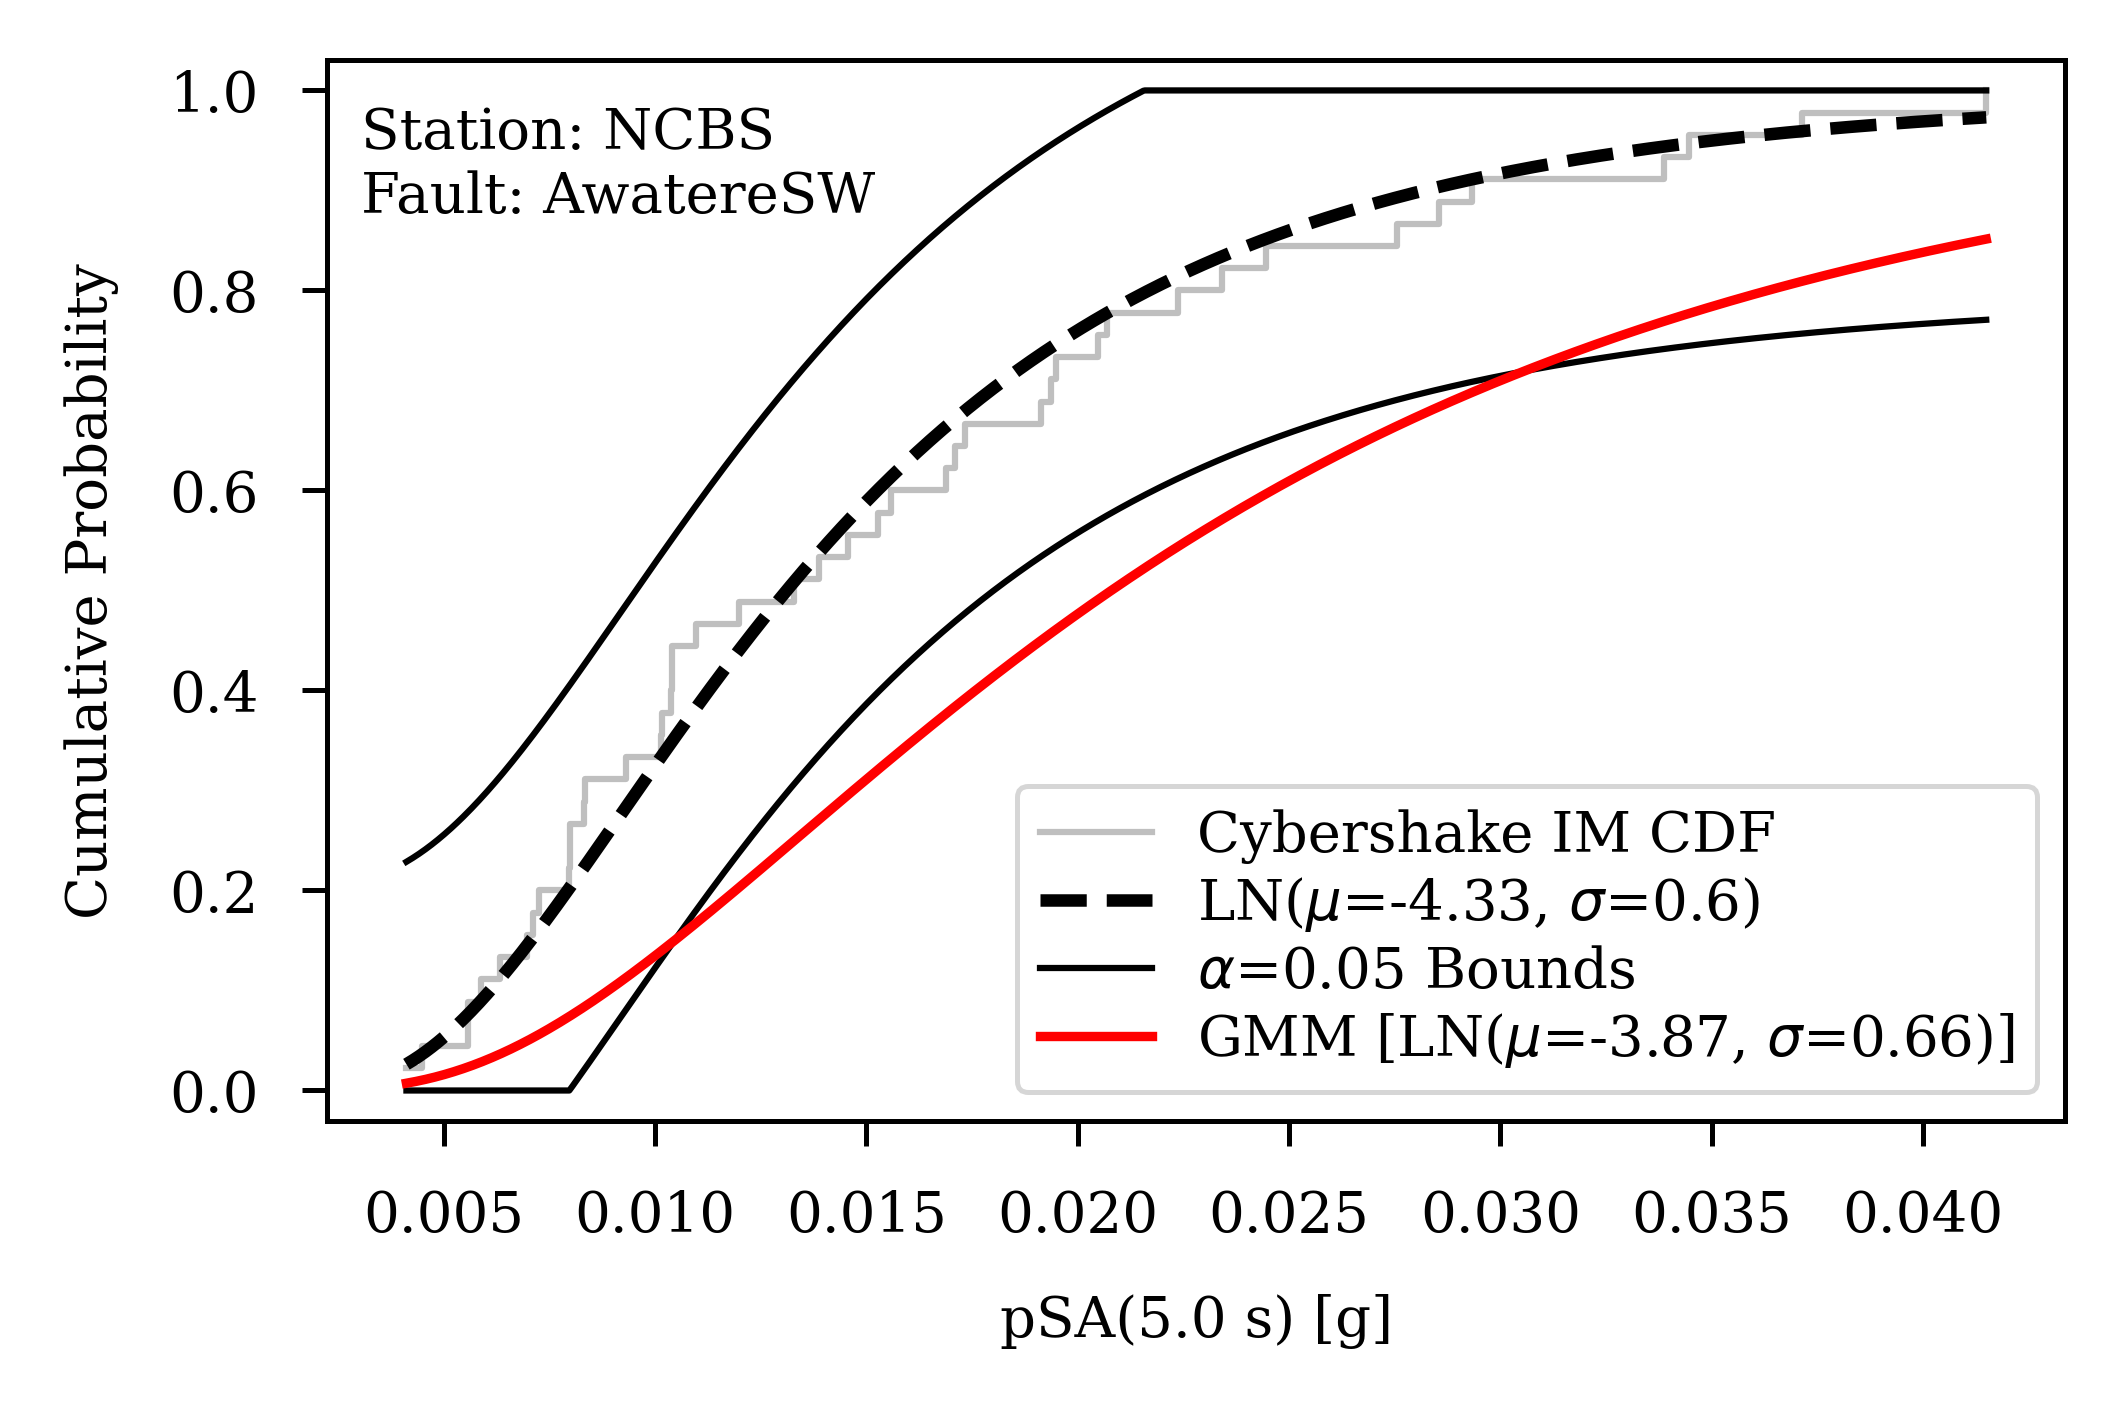 Station: NCBS
Fault: AwatereSW
Cumulative Probability
1.0
0.8
0.6
0.4
0.2
0.0
Cybershake IM CDF
LN(μ=-4.33, σ=0.6)
α=0.05 Bounds
GMM [LN(μ=-3.87, σ=0.66)]
0.005 0.010 0.015 0.020 0.025 0.030 0.035 0.040
pSA(5.0 s) [g]